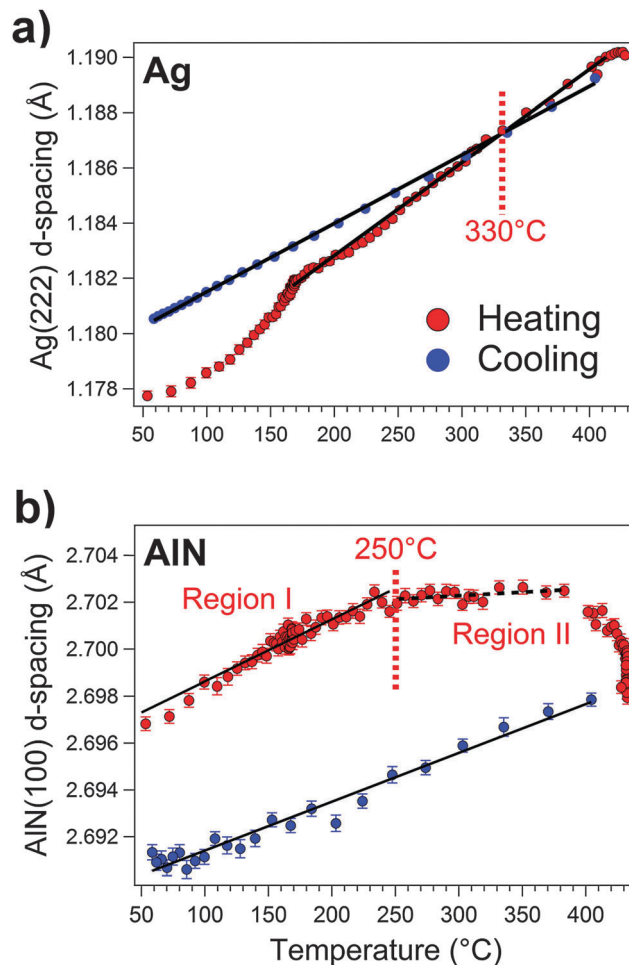 a)
Ag
Ag(222) d-spacing (Å)
1.190
1.188
1.186
1.184
1.182
1.180
1.178
330°C
Heating
Cooling
50 100 150 200 250 300 350 400
b)
AlN
AlN(100) d-spacing (Å)
2.704
2.702
2.700
2.698
2.696
2.694
2.692
250°C
Region I
Region II
50 100 150 200 250 300 350 400
Temperature (°C)